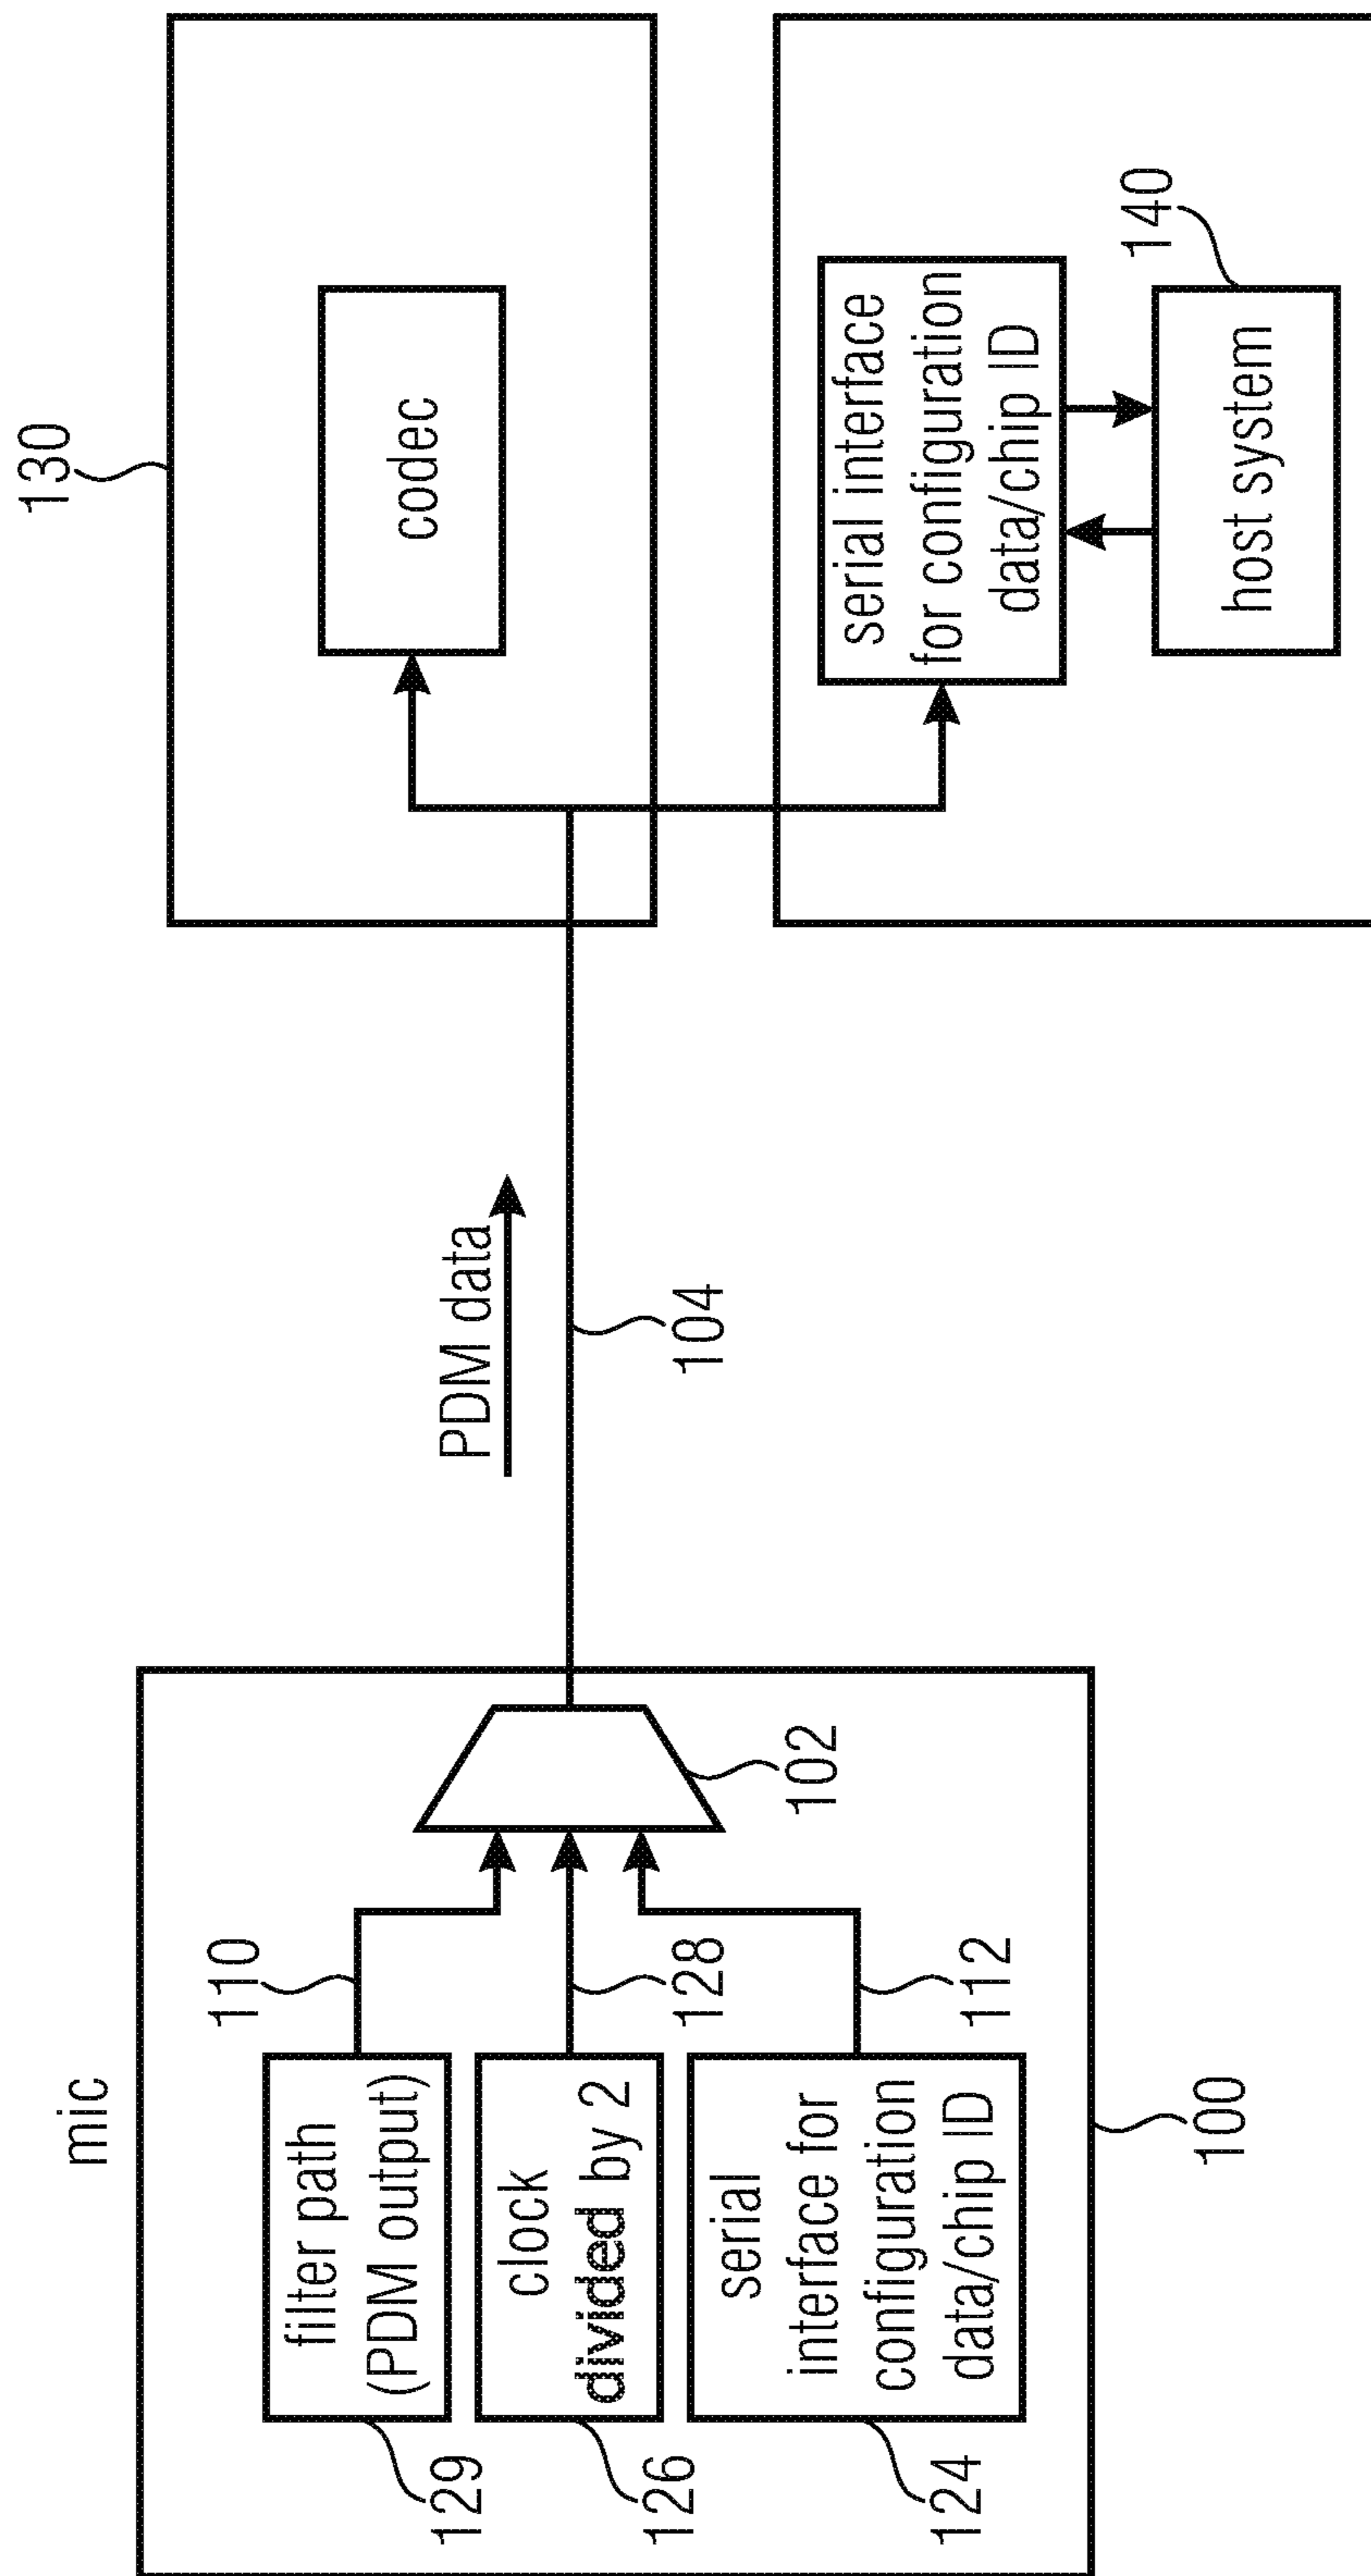 mic
110
129
filter path
(PDM output)
128
126
clock
divided by 2
112
124
serial
interface for
configuration
data/chip ID
102
100
PDM data
104
130
codec
serial interface
for configuration
data/chip ID
140
host system